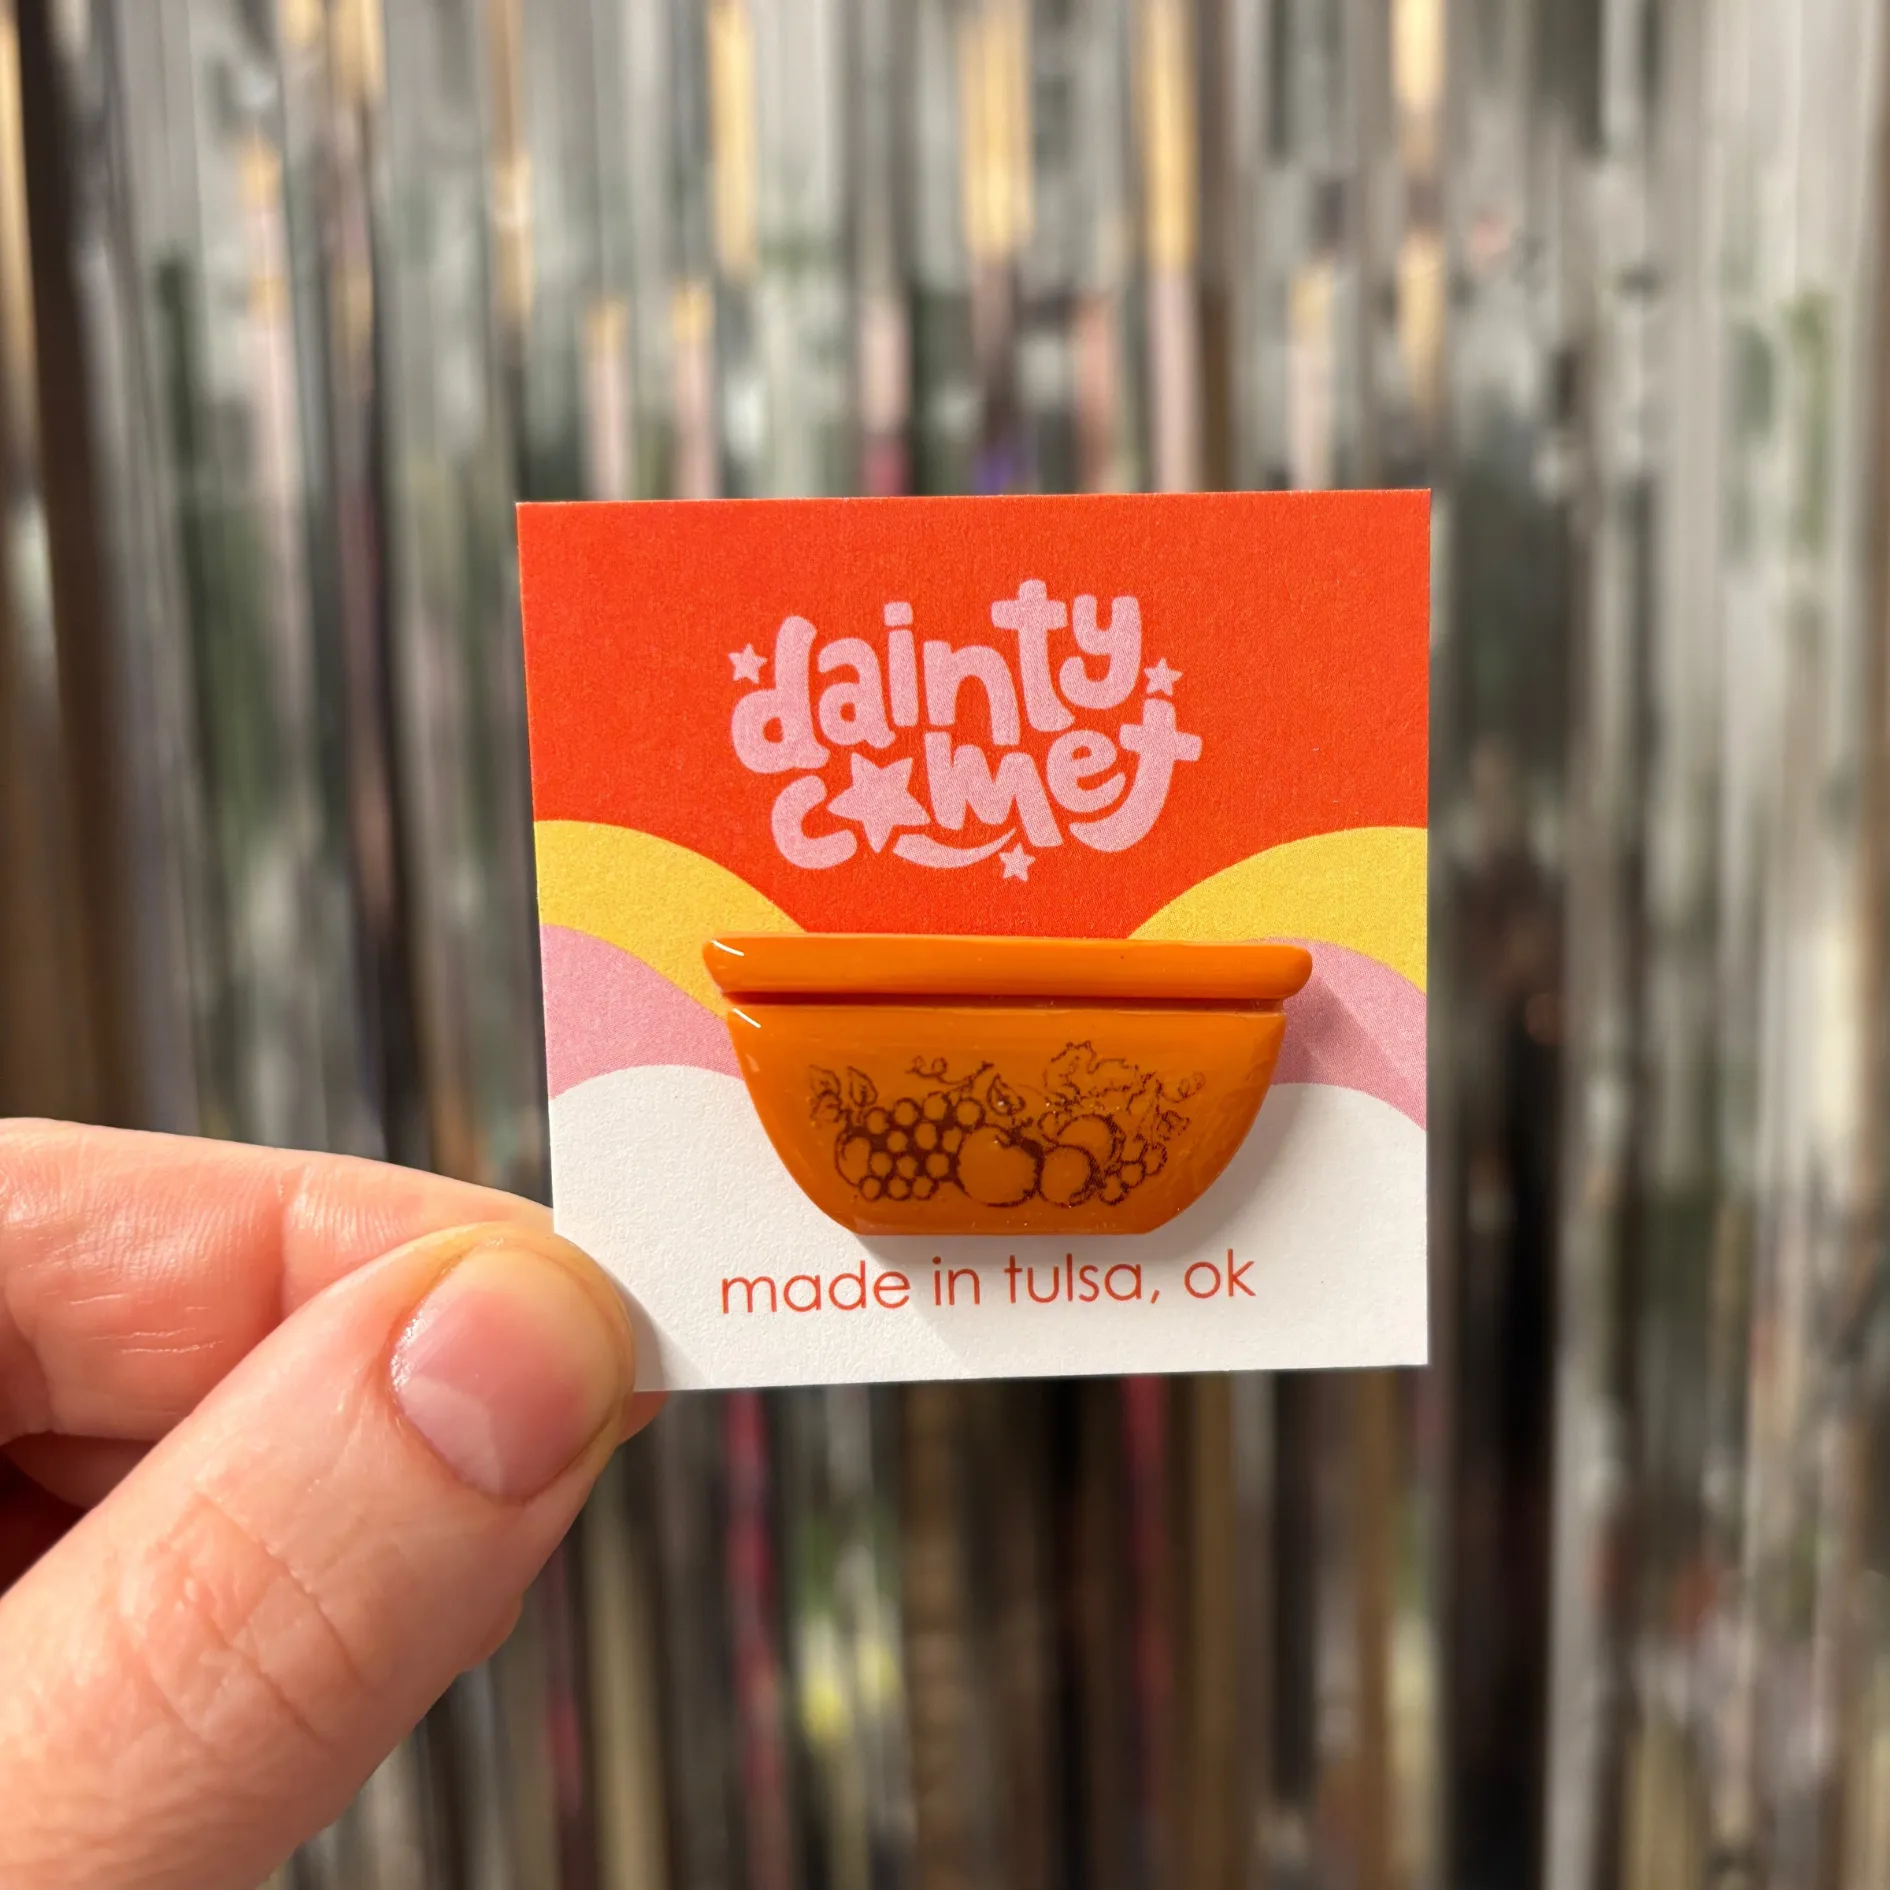 dainty
comet
made in tulsa, ok